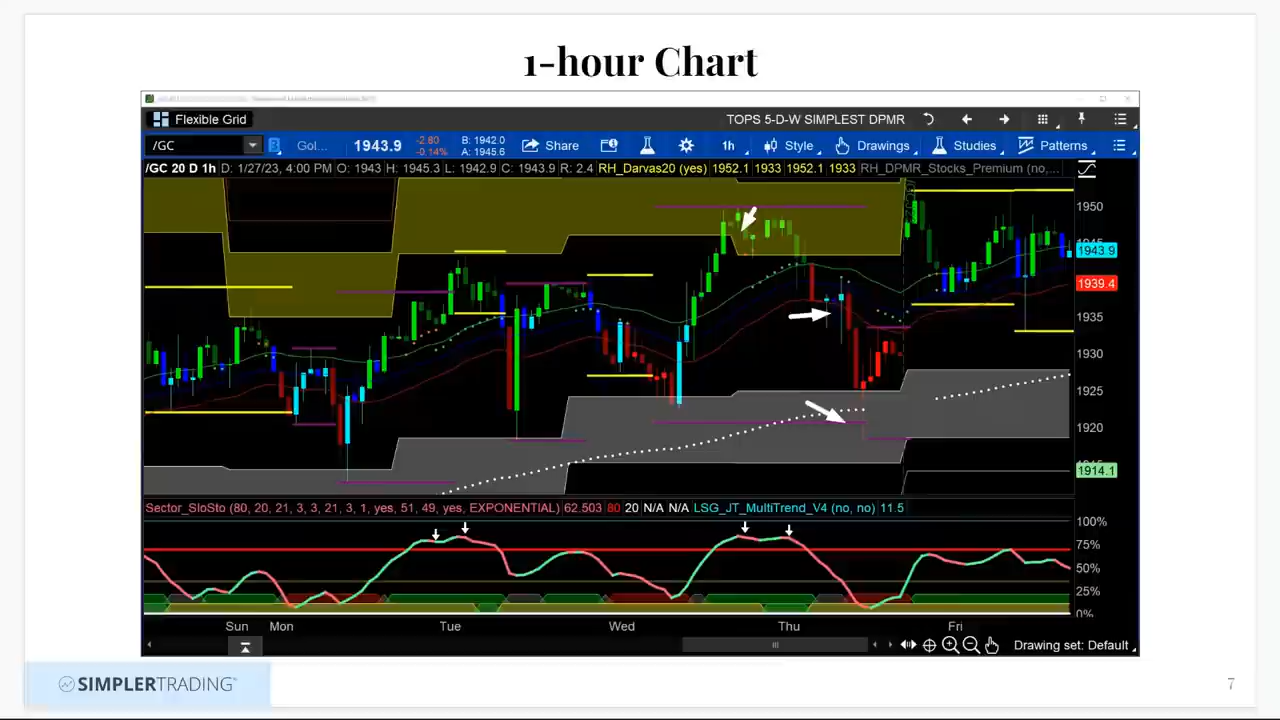 1-hour Chart
Flexible Grid
TOPS 5-D-W SIMPLEST DPMR
/GC
Gol...
1943.9
-2.80
-0.14%
B: 1942.0
A: 1945.6
Share
1h
Style
Drawings
Studies
Patterns
/GC 20 D 1h D: 1/27/23, 4:00 PM O: 1943 H: 1945.3 L: 1942.9 C: 1943.9 R: 2.4 RH_Darvas20 (yes) 1952.1 1933 1952.1 1933 RH_DPMR_Stocks_Premium (no,...
1950
1943.9
1939.4
1935
1930
1925
1920
1914.1
Sector_SloSto (80, 20, 21, 3, 3, 21, 3, 1, yes, 51, 49, yes, EXPONENTIAL) 62.503 80 20 N/A N/A LSG_JT_MultiTrend_V4 (no, no) 11.5
100%
75%
50%
25%
0%
Sun Mon Tue Wed Thu Fri
Drawing set: Default
SIMPLERTRADING
7